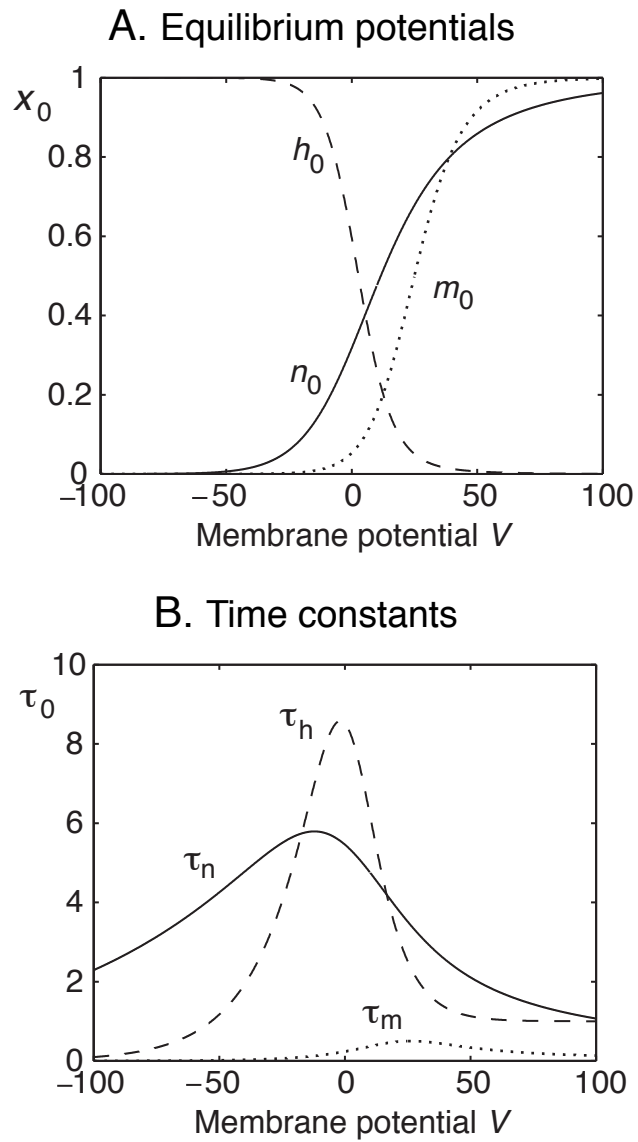 A. Equilibrium potentials
1
x0
h0
0.8
0.6
m0
0.4
n0
0.2
0
−100 −50 0 50 100
Membrane potential V
B. Time constants
10
τ0
τh
8
6
τn
4
2
τm
0
−100 −50 0 50 100
Membrane potential V